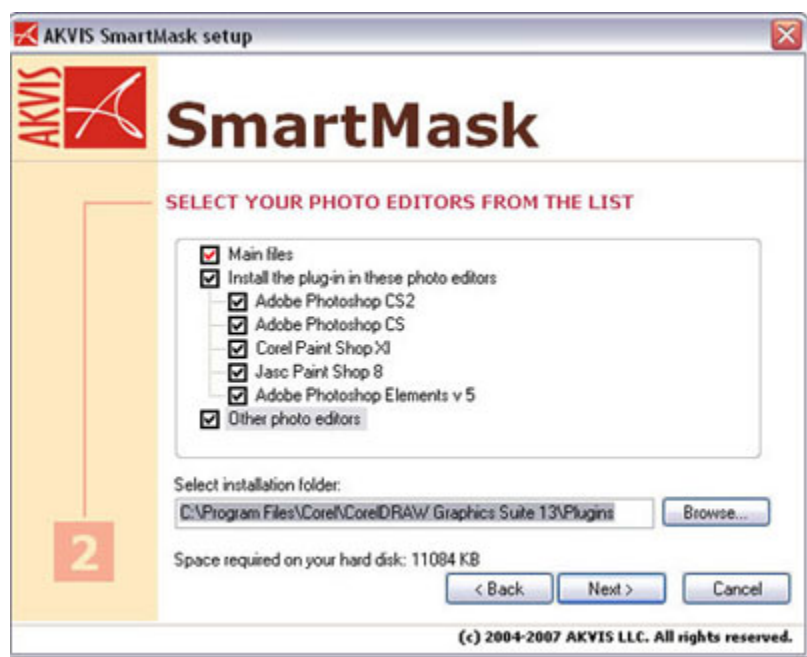 AKVIS SmartMask setup
AKVIS
SmartMask
SELECT YOUR PHOTO EDITORS FROM THE LIST
Main files
Install the plug-in in these photo editors
Adobe Photoshop CS2
Adobe Photoshop CS
Corel Paint Shop XI
Jasc Paint Shop 8
Adobe Photoshop Elements v 5
Other photo editors
Select installation folder:
C:\Program Files\Corel\CorelDRAW Graphics Suite 13\Plugins
Browse...
2
Space required on your hard disk: 11084 KB
< Back Next > Cancel
(c) 2004-2007 AKVIS LLC. All rights reserved.